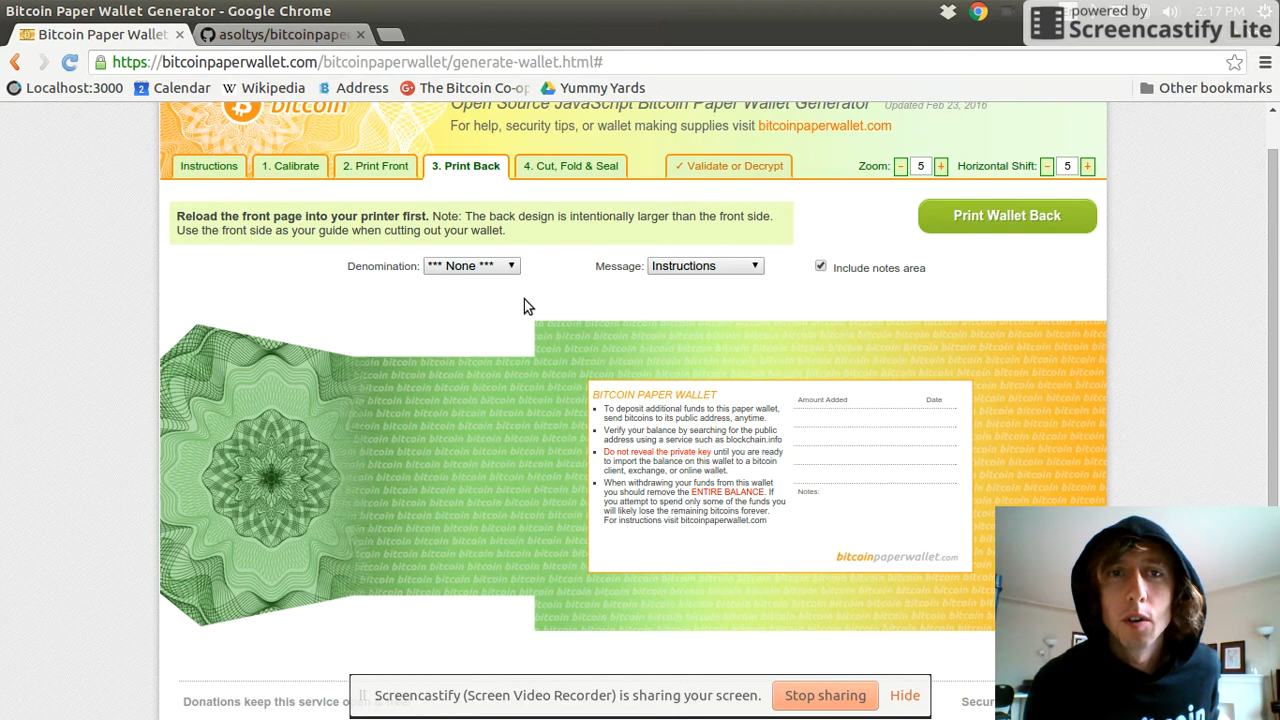 Bitcoin Paper Wallet Generator - Google Chrome
2:17 PM
powered by
Screencastify Lite
Bitcoin Paper Wallet
asoltys/bitcoinpape
https://bitcoinpaperwallet.com/bitcoinpaperwallet/generate-wallet.html#
Localhost:3000
2 Calendar
W Wikipedia
Address
The Bitcoin Co-op
Yummy Yards
Other bookmarks
bitcoin
Open Source JavaScript Bitcoin Paper Wallet Generator Updated Feb 23, 2016
For help, security tips, or wallet making supplies visit bitcoinpaperwallet.com
Instructions
1. Calibrate
2. Print Front
3. Print Back
4. Cut, Fold & Seal
✓ Validate or Decrypt
Zoom: - 5 +
Horizontal Shift: - 5 +
Reload the front page into your printer first. Note: The back design is intentionally larger than the front side.
Use the front side as your guide when cutting out your wallet.
Print Wallet Back
Denomination: *** None ***
Message: Instructions
Include notes area
BITCOIN PAPER WALLET
To deposit additional funds to this paper wallet,
send bitcoins to its public address, anytime.
Verify your balance by searching for the public
address using a service such as blockchain.info
Do not reveal the private key until you are ready
to import the balance on this wallet to a bitcoin
client, exchange, or online wallet.
When withdrawing your funds from this wallet
you should remove the ENTIRE BALANCE. If
you attempt to spend only some of the funds you
will likely lose the remaining bitcoins forever.
For instructions visit bitcoinpaperwallet.com
Amount Added
Date
Notes:
bitcoinpaperwallet.com
Screencastify (Screen Video Recorder) is sharing your screen.
Stop sharing
Hide
Donations keep this service
Secur